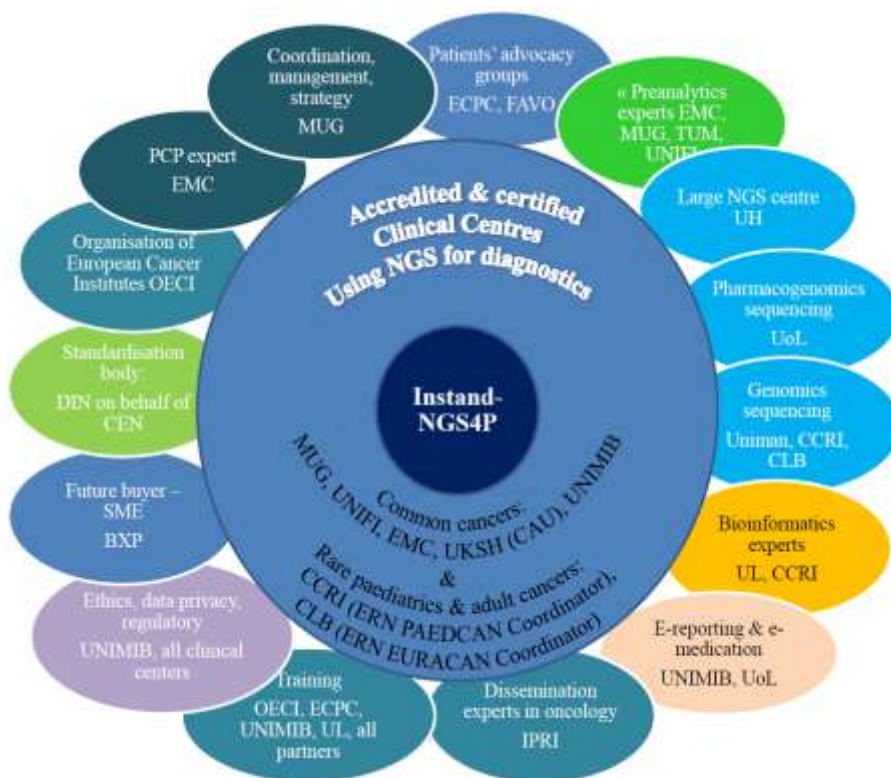 Coordination,
management,
strategy
MUG
Patients' advocacy
groups
ECPC, FAVO
« Preanalytics
experts EMC,
MUG, TUM,
UNIFI
Large NGS centre
UH
Pharmacogenomics
sequencing
UoL
Genomics
sequencing
Uniman, CCRI,
CLB
Bioinformatics
experts
UL, CCRI
E-reporting & e-
medication
UNIMIB, UoL
Dissemination
experts in oncology
IPRI
Training
OECI, ECPC,
UNIMIB, UL, all
partners
Ethics, data privacy,
regulatory
UNIMIB, all clinical
centers
Future buyer –
SME
BXP
Standardisation
body:
DIN on behalf of
CEN
Organisation of
European Cancer
Institutes OECI
PCP expert
EMC
Accredited & certified
Clinical Centres
Using NGS for diagnostics
Instand-
NGS4P
Common cancers:
MUG, UNIFI, EMC, UKSH (CAU), UNIMIB
&
Rare paediatrics & adult cancers:
CCRI (ERN PAEDCAN Coordinator),
CLB (ERN EURACAN Coordinator)